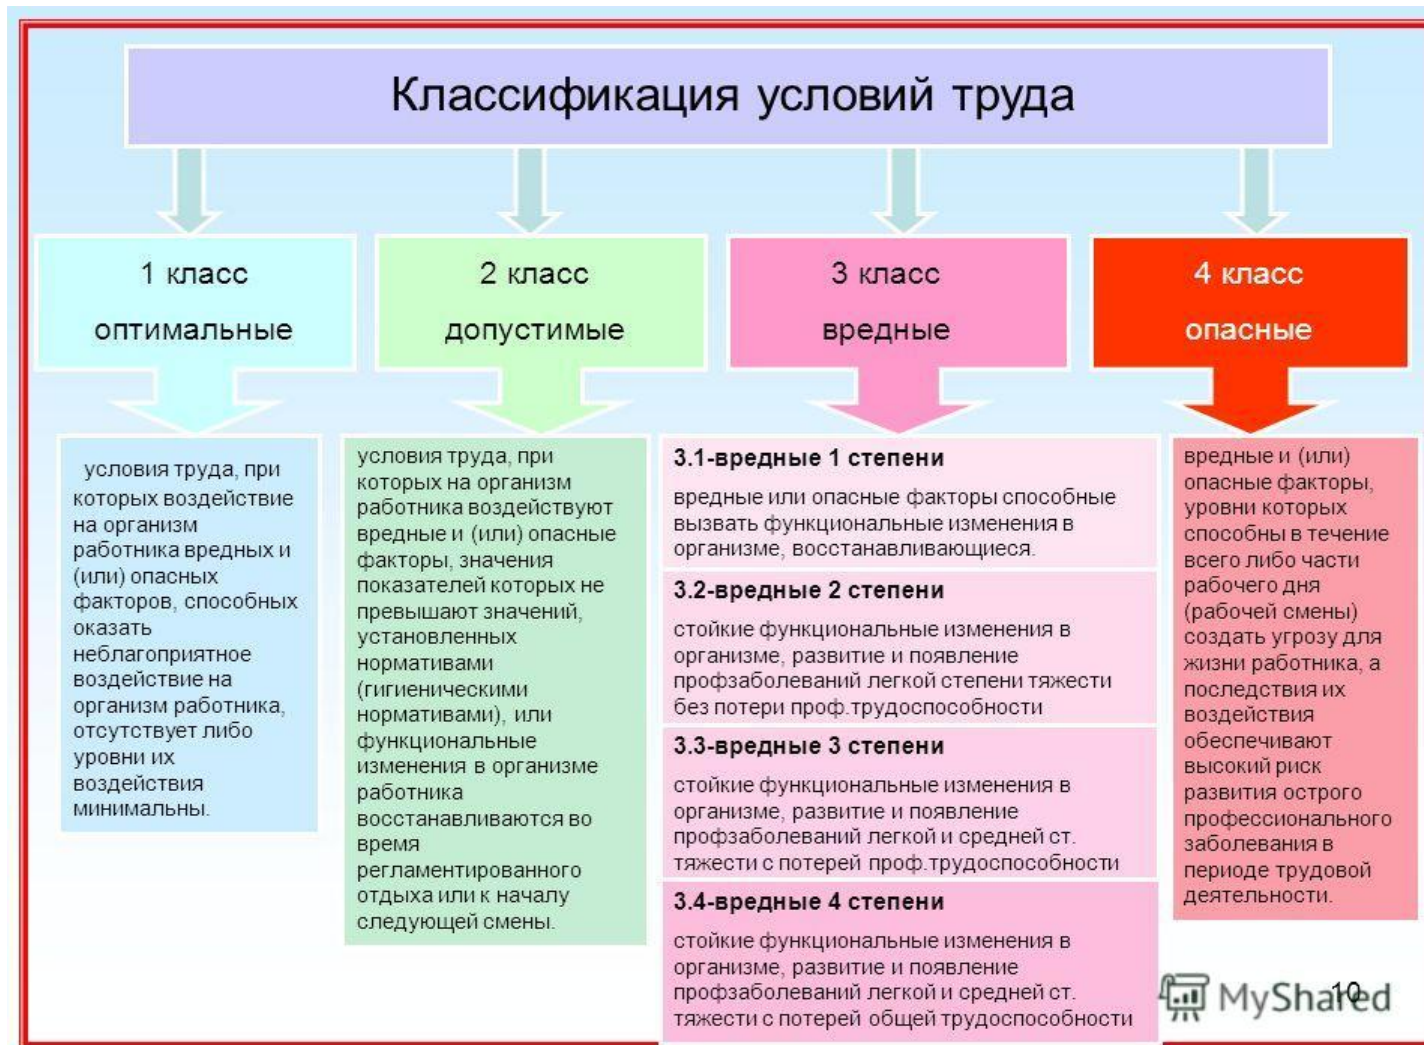 Классификация условий труда
1 класс
оптимальные
2 класс
допустимые
3 класс
вредные
4 класс
опасные
условия труда, при
которых воздействие
на организм
работника вредных и
(или) опасных
факторов, способных
оказать
неблагоприятное
воздействие на
организм работника,
отсутствует либо
уровни их
воздействия
минимальны.
условия труда, при
которых на организм
работника воздействуют
вредные и (или) опасные
факторы, значения
показателей которых не
превышают значений,
установленных
нормативами
(гигиеническими
нормативами), или
функциональные
изменения в организме
работника
восстанавливаются во
время
регламентированного
отдыха или к началу
следующей смены.
3.1-вредные 1 степени
вредные или опасные факторы способные
вызвать функциональные изменения в
организме, восстанавливающиеся.
3.2-вредные 2 степени
стойкие функциональные изменения в
организме, развитие и появление
профзаболеваний легкой степени тяжести
без потери проф.трудоспособности
3.3-вредные 3 степени
стойкие функциональные изменения в
организме, развитие и появление
профзаболеваний легкой и средней ст.
тяжести с потерей проф.трудоспособности
3.4-вредные 4 степени
стойкие функциональные изменения в
организме, развитие и появление
профзаболеваний легкой и средней ст.
тяжести с потерей общей трудоспособности
вредные и (или)
опасные факторы,
уровни которых
способны в течение
всего либо части
рабочего дня
(рабочей смены)
создать угрозу для
жизни работника, а
последствия их
воздействия
обеспечивают
высокий риск
развития острого
профессионального
заболевания в
периоде трудовой
деятельности.
MyShared
10